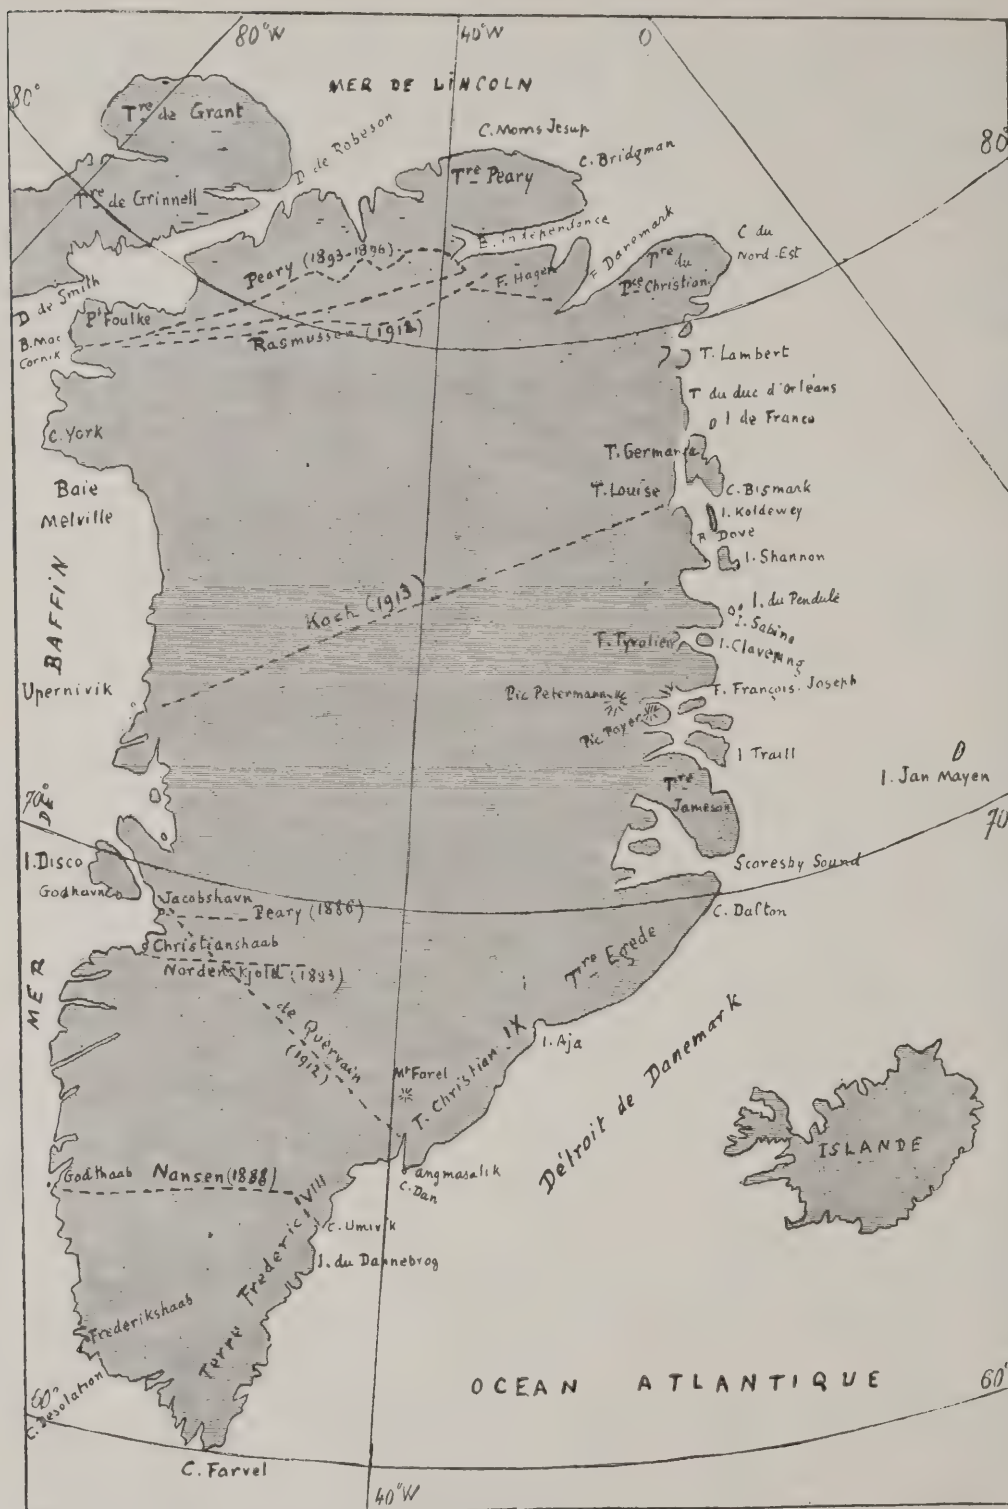 80°W
40°W
0
MER DE LINCOLN
80°
Tre de Grant
D de Robeson
C. Morris Jesup
C. Bridgman
80°
Tre Peary
Tre de Grinnell
E. Indépendance
F. Danemark
C du
Nord-Est
Peary (1893-1896)
F. Hagen
Tre du
Pce Christian
D de Smith
Pt Foulke
B. Mac
Cornik
Rasmussen (1912)
T. Lambert
T du duc d'Orléans
I de France
C. York
T. Germania
T. Louise
C. Bismark
Baie
Melville
I. Koldewey
R Dove
I. Shannon
Koch (1913)
I. du Pendule
I. Sabine
F. Tyrolien
I. Clavering
MER DE BAFFIN
Upernivik
Pic Petermann
F. François. Joseph
Pic Payer
I Traill
I. Jan Mayen
Tre
Jameson
70°
70
I. Disco
Godhavn
Scoresby Sound
Jacobshavn
Peary (1886)
C. Dalton
Christianshaab
Nordenskjold (1883)
Tre Egede
de Quervain
(1912)
I. Aja
Mt Forel
T. Christian IX
Détroit de Danemark
ISLANDE
Godthaab
Nansen (1888)
angmasalik
C. Dan
C. Umivik
I. du Dannebrog
Terre Frederic VIII
Frederikshaab
60°
C. Désolation
OCEAN ATLANTIQUE
60°
C. Farvel
40°W